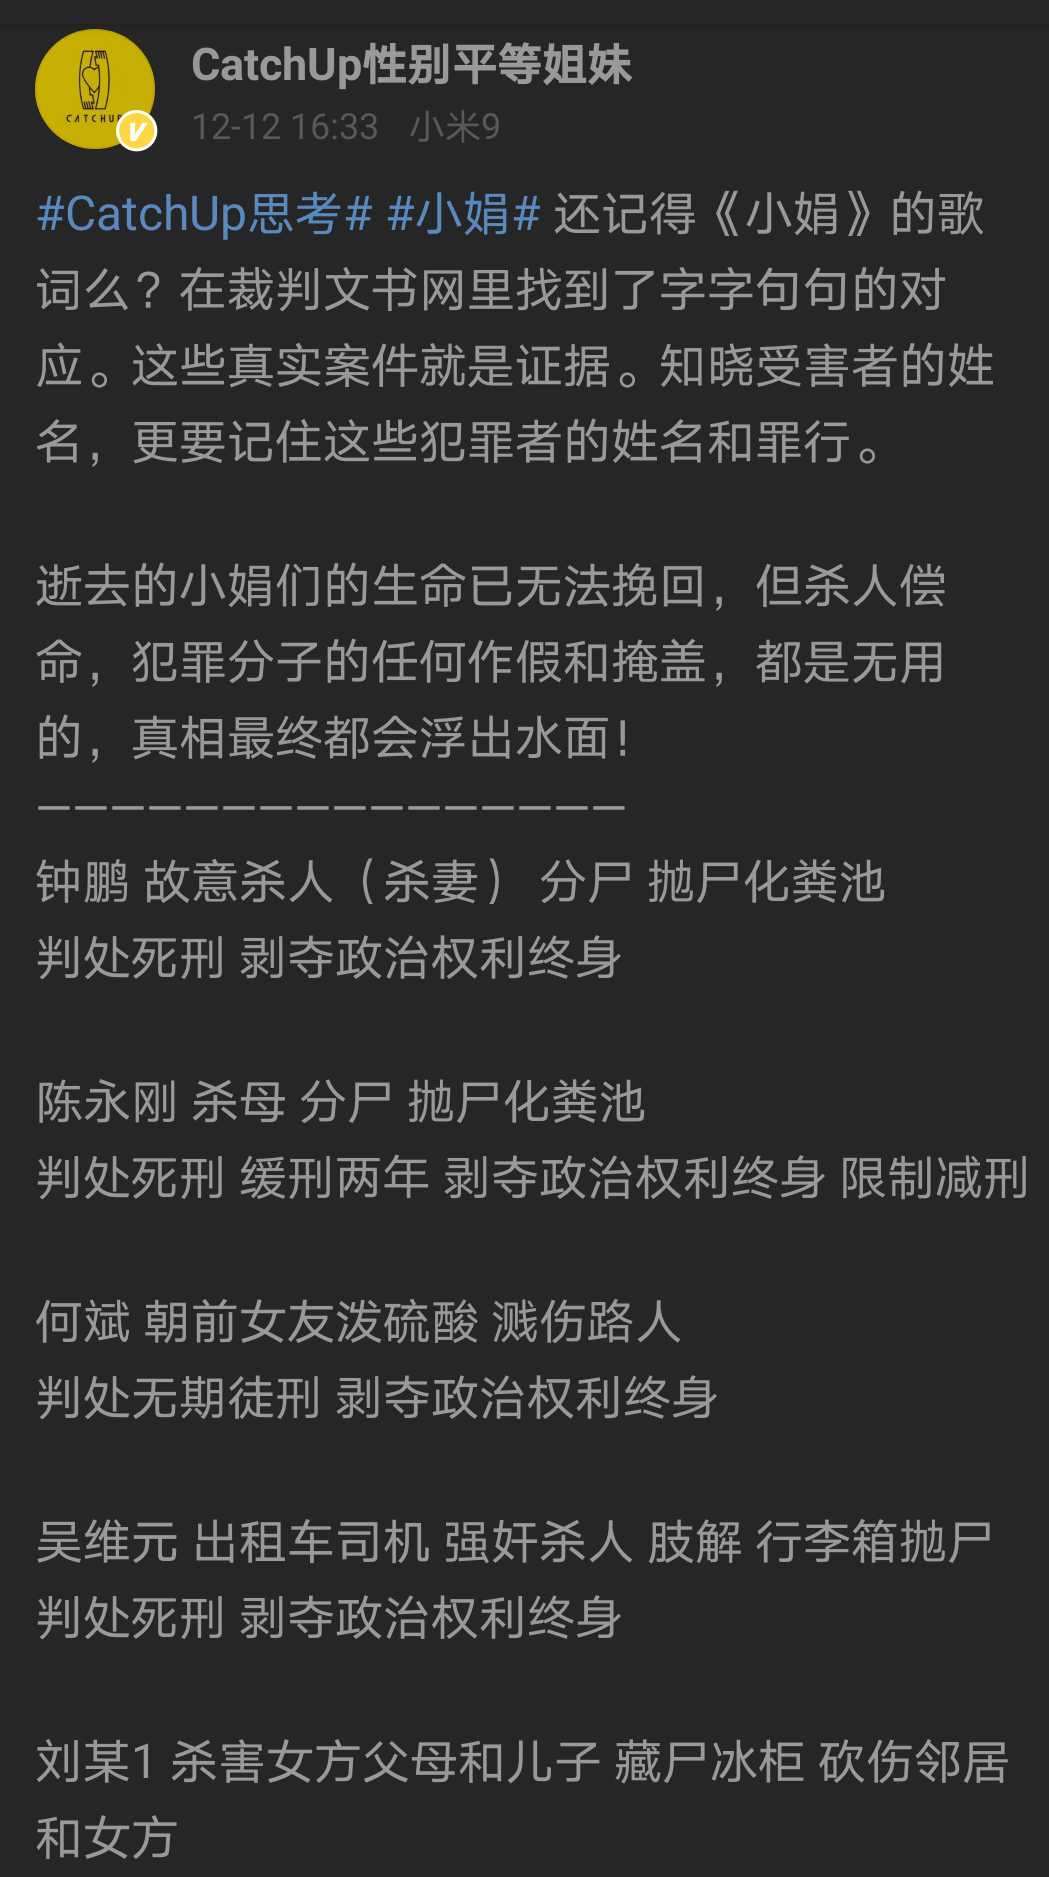 CATCHUP
CatchUp性别平等姐妹
12-12 16:33 小米9
#CatchUp思考# #小娟# 还记得《小娟》的歌
词么？在裁判文书网里找到了字字句句的对
应。这些真实案件就是证据。知晓受害者的姓
名，更要记住这些犯罪者的姓名和罪行。
逝去的小娟们的生命已无法挽回，但杀人偿
命，犯罪分子的任何作假和掩盖，都是无用
的，真相最终都会浮出水面！
————————————————
钟鹏 故意杀人（杀妻） 分尸 抛尸化粪池
判处死刑 剥夺政治权利终身
陈永刚 杀母 分尸 抛尸化粪池
判处死刑 缓刑两年 剥夺政治权利终身 限制减刑
何斌 朝前女友泼硫酸 溅伤路人
判处无期徒刑 剥夺政治权利终身
吴维元 出租车司机 强奸杀人 肢解 行李箱抛尸
判处死刑 剥夺政治权利终身
刘某1 杀害女方父母和儿子 藏尸冰柜 砍伤邻居
和女方